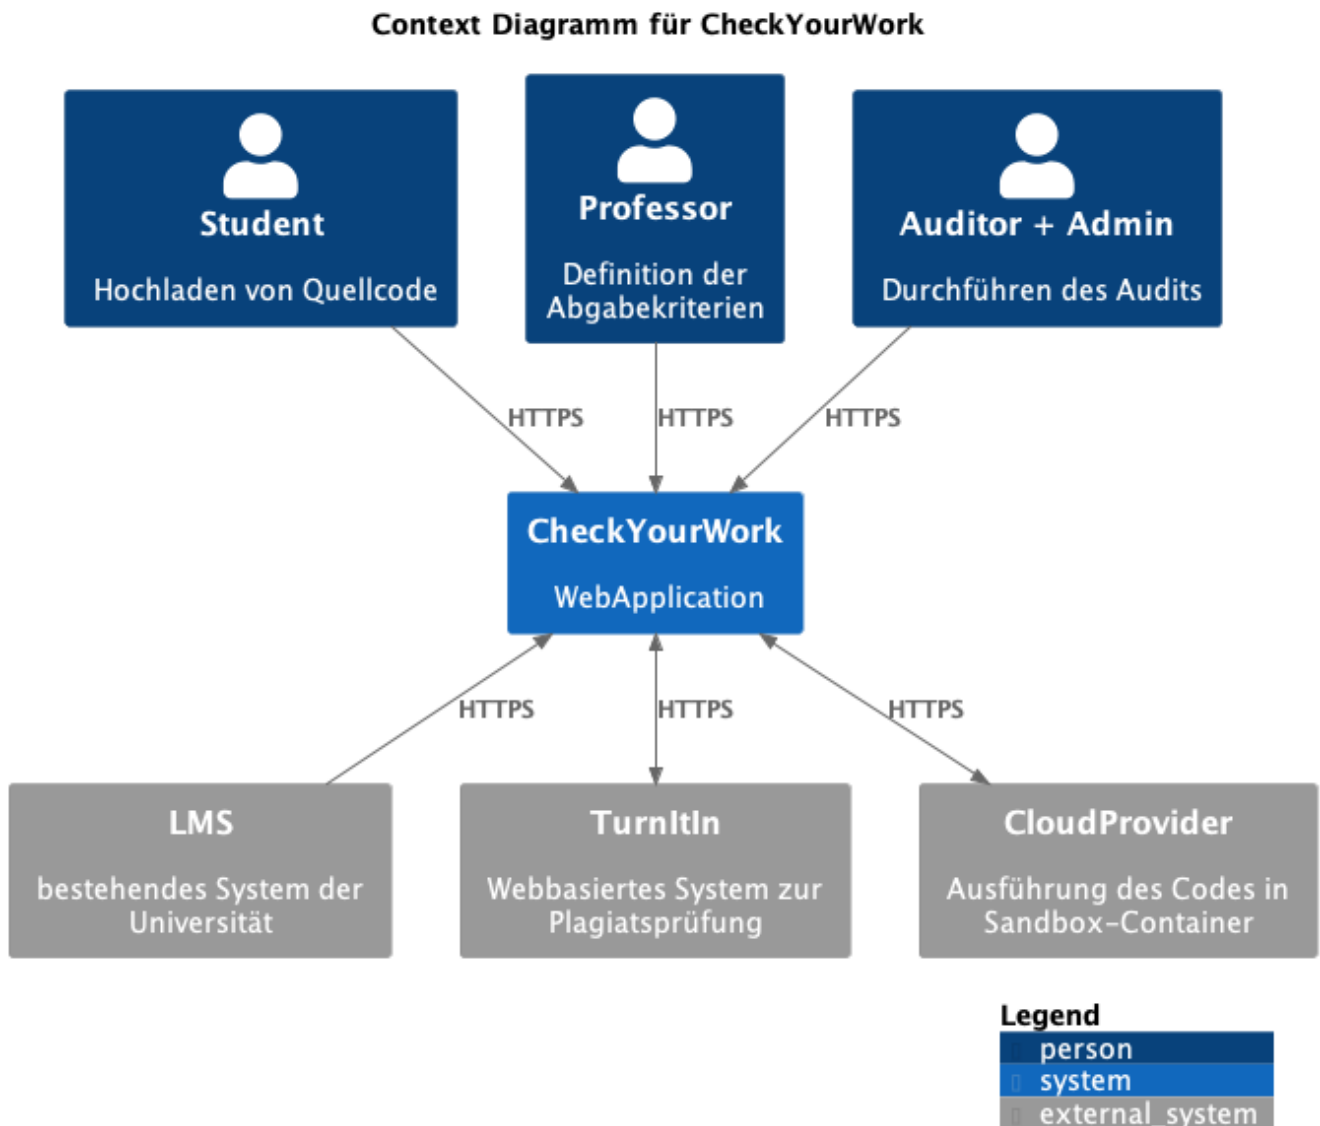 Context Diagramm für CheckYourWork
Student
Hochladen von Quellcode
Professor
Definition der
Abgabekriterien
Auditor + Admin
Durchführen des Audits
HTTPS
HTTPS
HTTPS
CheckYourWork
WebApplication
HTTPS
HTTPS
HTTPS
LMS
bestehendes System der
Universität
TurnItIn
Webbasiertes System zur
Plagiatsprüfung
CloudProvider
Ausführung des Codes in
Sandbox-Container
Legend
person
system
external_system